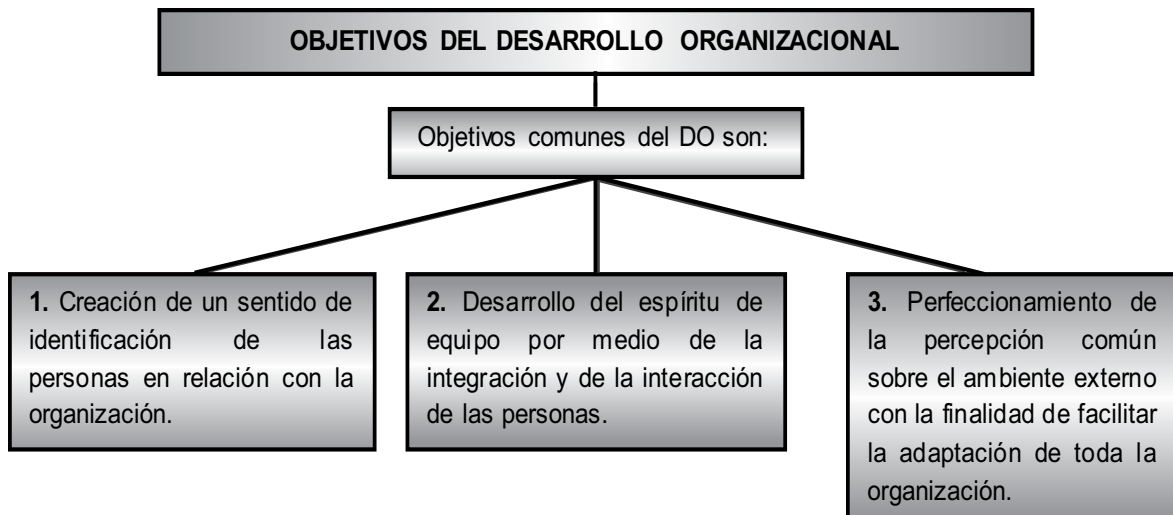 OBJETIVOS DEL DESARROLLO ORGANIZACIONAL
Objetivos comunes del DO son:
1. Creación de un sentido de
identificación de las
personas en relación con la
organización.
2. Desarrollo del espíritu de
equipo por medio de la
integración y de la interacción
de las personas.
3. Perfeccionamiento de
la percepción común
sobre el ambiente externo
con la finalidad de facilitar
la adaptación de toda la
organización.